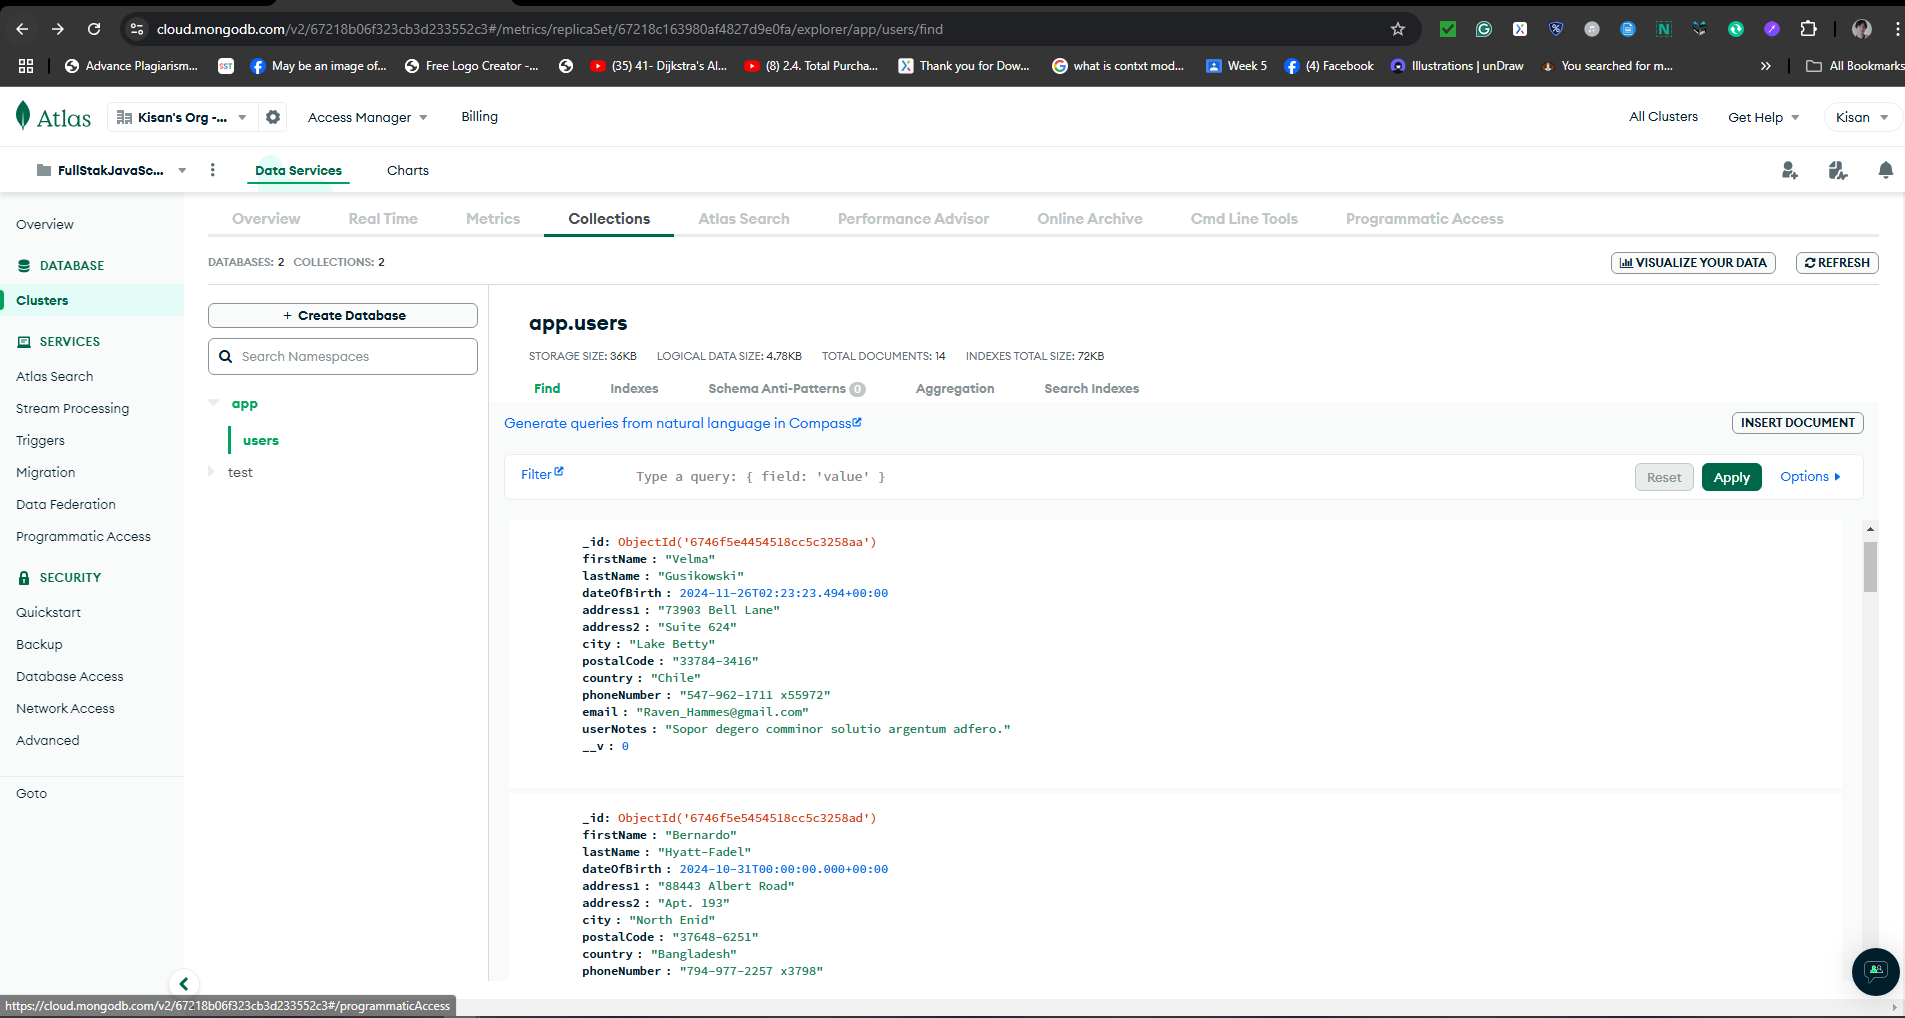 cloud.mongodb.com/v2/67218b06f323cb3d233552c3#/metrics/replicaSet/67218c163980af4827d9e0fa/explorer/app/users/find
Advance Plagiarism... SST May be an image of... Free Logo Creator -... (35) 41- Dijkstra's Al... (8) 2.4. Total Purcha... Thank you for Dow... what is contxt mod... Week 5 (4) Facebook Illustrations | unDraw You searched for m... » All Bookmarks
Atlas Kisan's Org -... Access Manager Billing All Clusters Get Help Kisan
FullStakJavaSc... Data Services Charts
Overview
DATABASE
Clusters
SERVICES
Atlas Search
Stream Processing
Triggers
Migration
Data Federation
Programmatic Access
SECURITY
Quickstart
Backup
Database Access
Network Access
Advanced
Goto
Overview Real Time Metrics Collections Atlas Search Performance Advisor Online Archive Cmd Line Tools Programmatic Access
DATABASES: 2 COLLECTIONS: 2 VISUALIZE YOUR DATA REFRESH
+ Create Database
Search Namespaces
app
users
test
app.users
STORAGE SIZE: 36KB LOGICAL DATA SIZE: 4.78KB TOTAL DOCUMENTS: 14 INDEXES TOTAL SIZE: 72KB
Find Indexes Schema Anti-Patterns 0 Aggregation Search Indexes
Generate queries from natural language in Compass INSERT DOCUMENT
Filter Type a query: { field: 'value' } Reset Apply Options
_id: ObjectId('6746f5e4454518cc5c3258aa')
firstName : "Velma"
lastName : "Gusikowski"
dateOfBirth : 2024-11-26T02:23:23.494+00:00
address1 : "73903 Bell Lane"
address2 : "Suite 624"
city : "Lake Betty"
postalCode : "33784-3416"
country : "Chile"
phoneNumber : "547-962-1711 x55972"
email : "Raven_Hammes@gmail.com"
userNotes : "Sopor degero comminor solutio argentum adfero."
__v : 0
_id: ObjectId('6746f5e5454518cc5c3258ad')
firstName : "Bernardo"
lastName : "Hyatt-Fadel"
dateOfBirth : 2024-10-31T00:00:00.000+00:00
address1 : "88443 Albert Road"
address2 : "Apt. 193"
city : "North Enid"
postalCode : "37648-6251"
country : "Bangladesh"
phoneNumber : "794-977-2257 x3798"
https://cloud.mongodb.com/v2/67218b06f323cb3d233552c3#/programmaticAccess